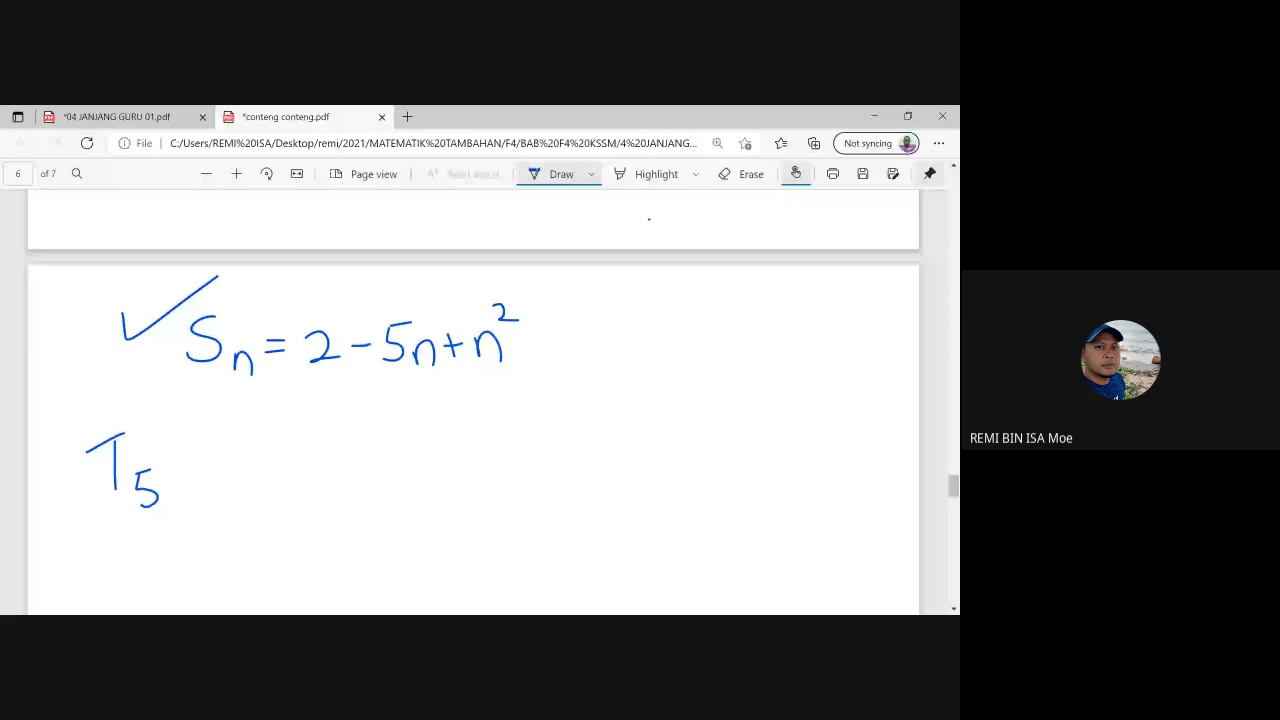 *04 JANJANG GURU 01.pdf
*conteng conteng.pdf
File
C:/Users/REMI%20ISA/Desktop/remi/2021/MATEMATIK%20TAMBAHAN/F4/BAB%20F4%20KSSM/4%20JANJANG...
Not syncing
6 of 7
Page view
Read aloud
Draw
Highlight
Erase
Sₙ = 2 - 5n + n²
T₅
REMI BIN ISA Moe